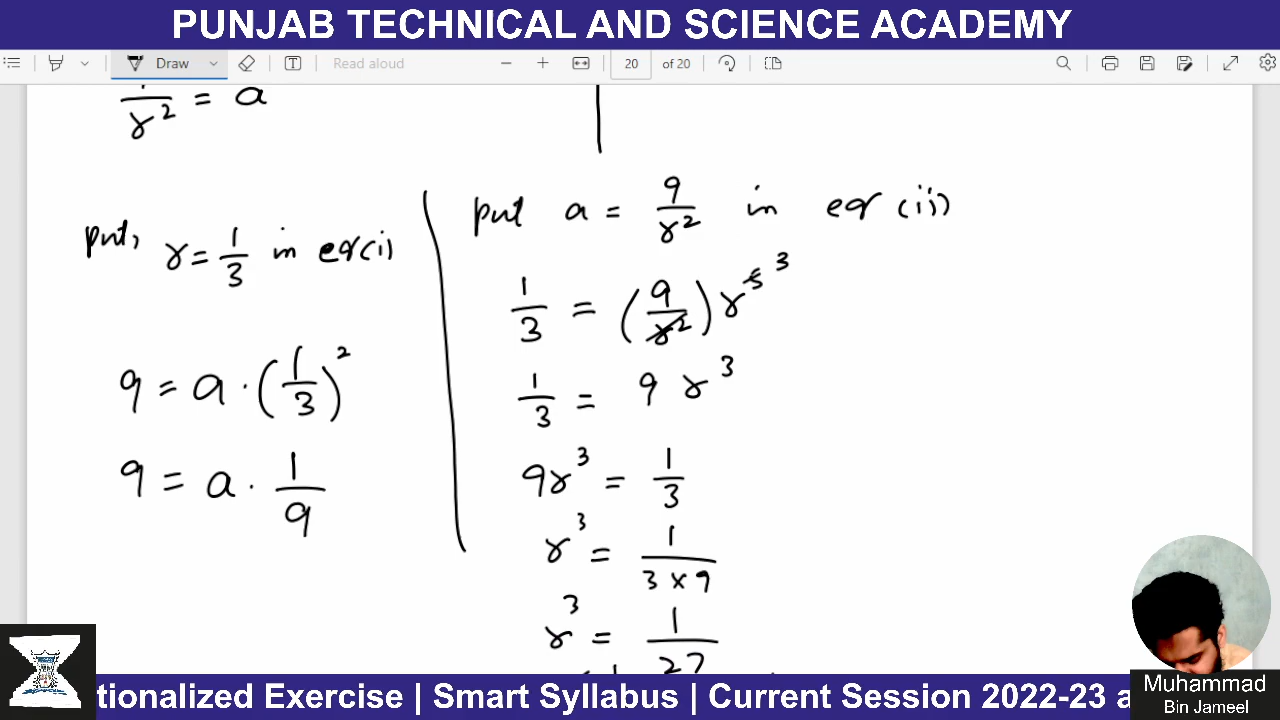 PUNJAB TECHNICAL AND SCIENCE ACADEMY
Draw
Read aloud
20 of 20
/r² = a
put, r = 1/3 in eq(i)
9 = a · (1/3)²
9 = a · 1/9
put a = 9/r² in eq (ii)
1/3 = (9/r²) r⁵ ³
1/3 = 9 r³
9r³ = 1/3
r³ = 1/3 × 9
r³ = 1/27
tionalized Exercise | Smart Syllabus | Current Session 2022-23 a
Muhammad
Bin Jameel